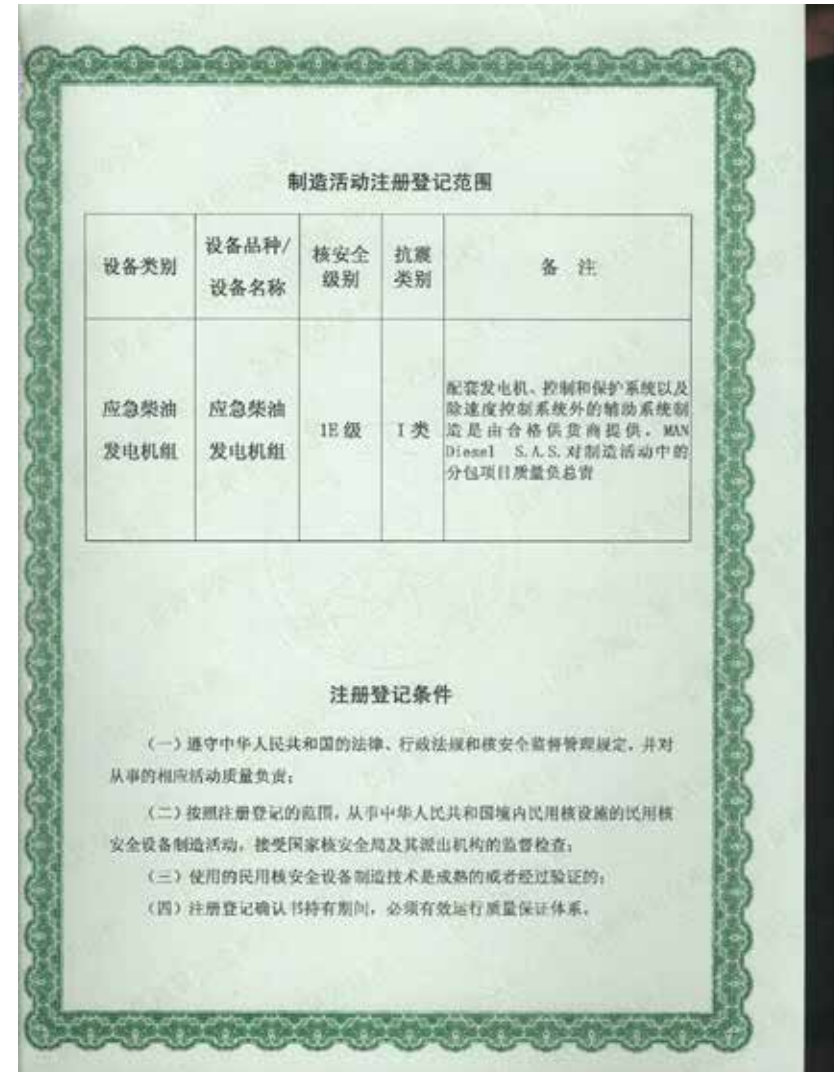 制造活动注册登记范围
设备类别
设备品种/
设备名称
核安全
级别
抗震
类别
备 注
应急柴油
发电机组
应急柴油
发电机组
1E 级
I 类
配套发电机、控制和保护系统以及
除速度控制系统外的辅助系统制
造是由合格供货商提供。MAN
Diesel S.A.S.对制造活动中的
分包项目质量负总责
注册登记条件
（一）遵守中华人民共和国的法律、行政法规和核安全监督管理规定，并对
从事的相应活动质量负责；
（二）按照注册登记的范围，从事中华人民共和国境内民用核设施的民用核
安全设备制造活动，接受国家核安全局及其派出机构的监督检查；
（三）使用的民用核安全设备制造技术是成熟的或者经过验证的；
（四）注册登记确认书持有期间，必须有效运行质量保证体系。